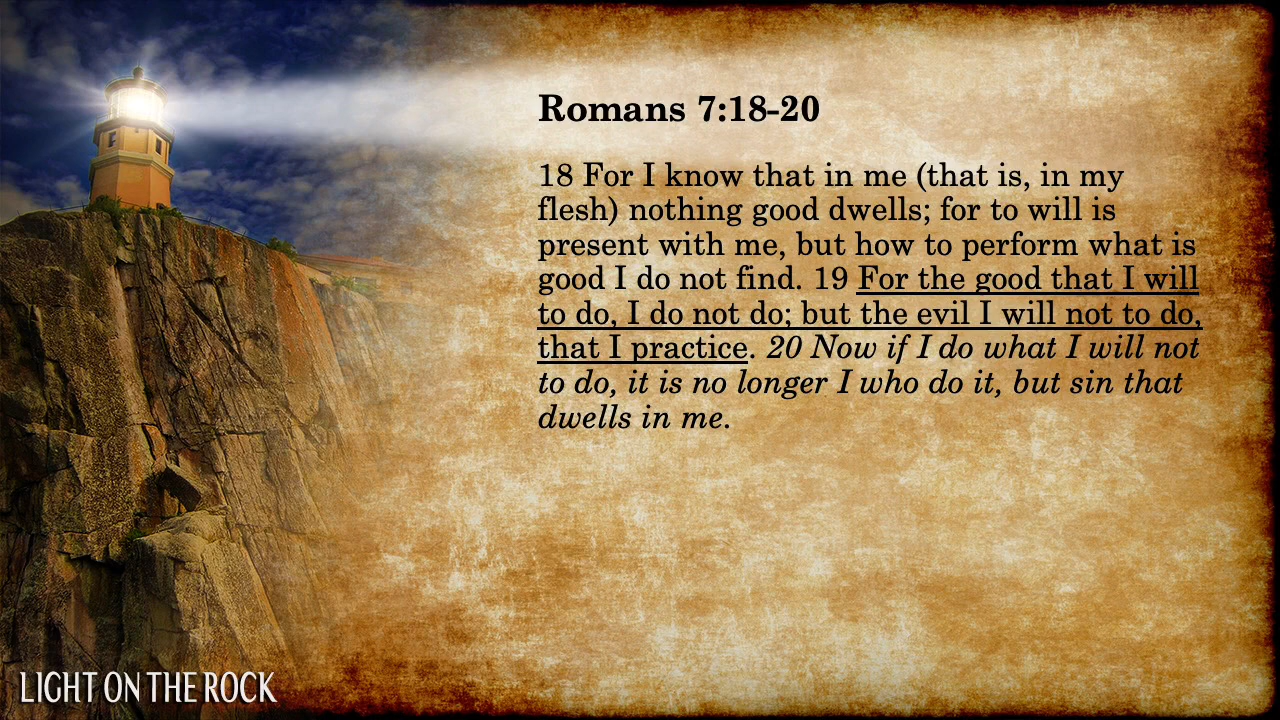 Romans 7:18-20
18 For I know that in me (that is, in my
flesh) nothing good dwells; for to will is
present with me, but how to perform what is
good I do not find. 19 For the good that I will
to do, I do not do; but the evil I will not to do,
that I practice. 20 Now if I do what I will not
to do, it is no longer I who do it, but sin that
dwells in me.
LIGHT ON THE ROCK